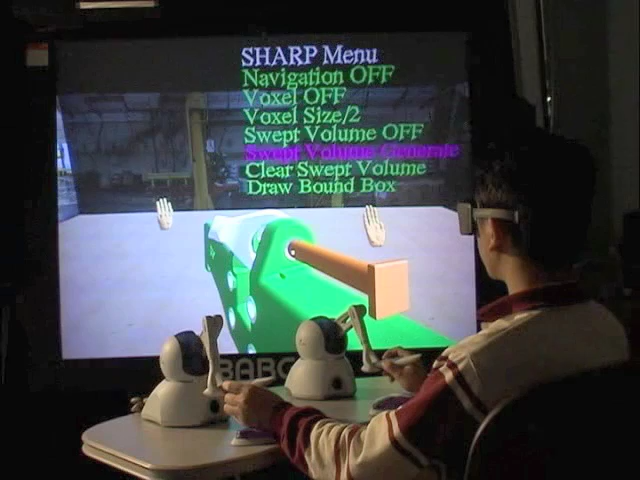 SHARP Menu
Navigation OFF
Voxel OFF
Voxel Size/2
Swept Volume OFF
Swept Volume Generate
Clear Swept Volume
Draw Bound Box
BARCO